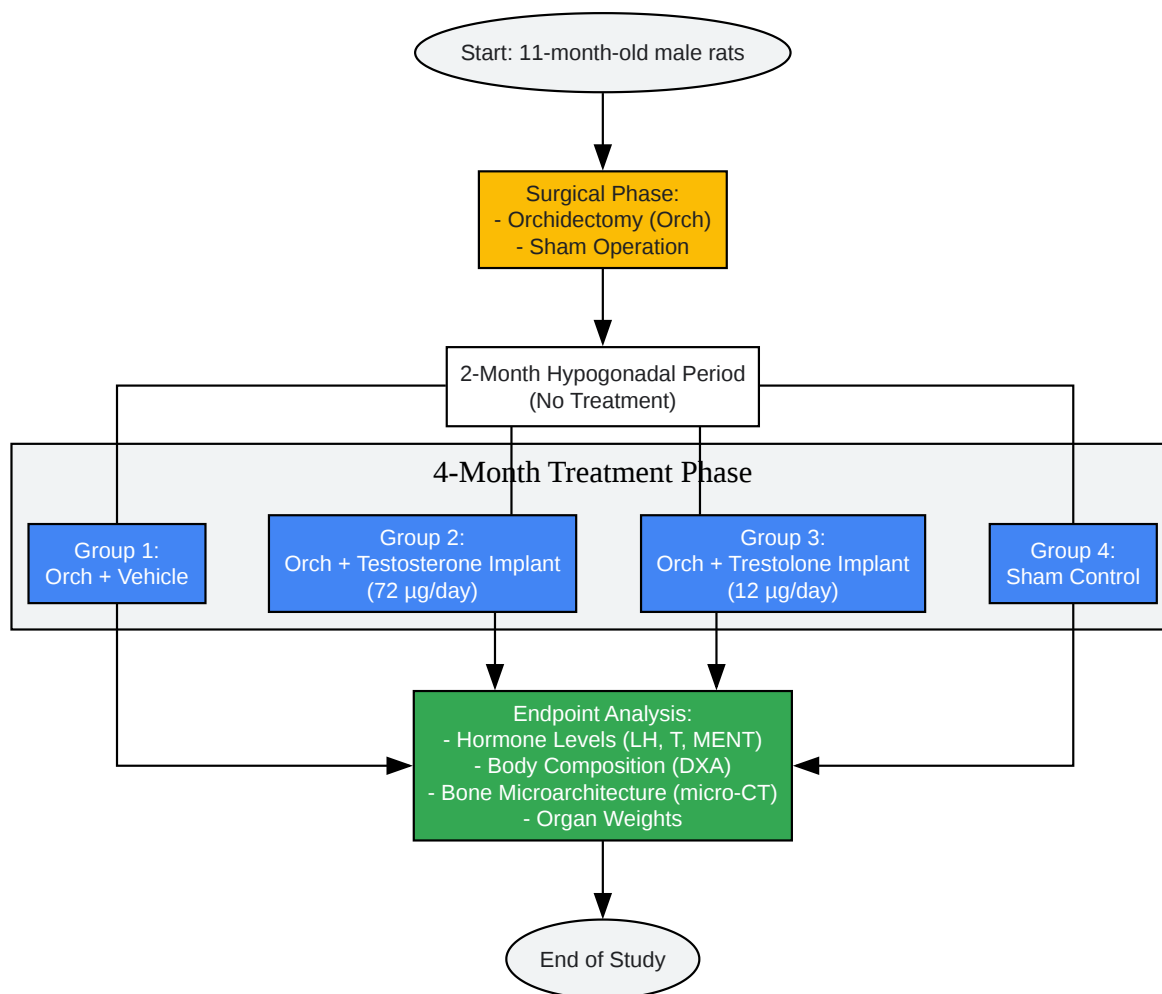 Start: 11-month-old male rats
Surgical Phase:
- Orchidectomy (Orch)
- Sham Operation
2-Month Hypogonadal Period
(No Treatment)
4-Month Treatment Phase
Group 1:
Orch + Vehicle
Group 2:
Orch + Testosterone Implant
(72 µg/day)
Group 3:
Orch + Trestolone Implant
(12 µg/day)
Group 4:
Sham Control
Endpoint Analysis:
- Hormone Levels (LH, T, MENT)
- Body Composition (DXA)
- Bone Microarchitecture (micro-CT)
- Organ Weights
End of Study